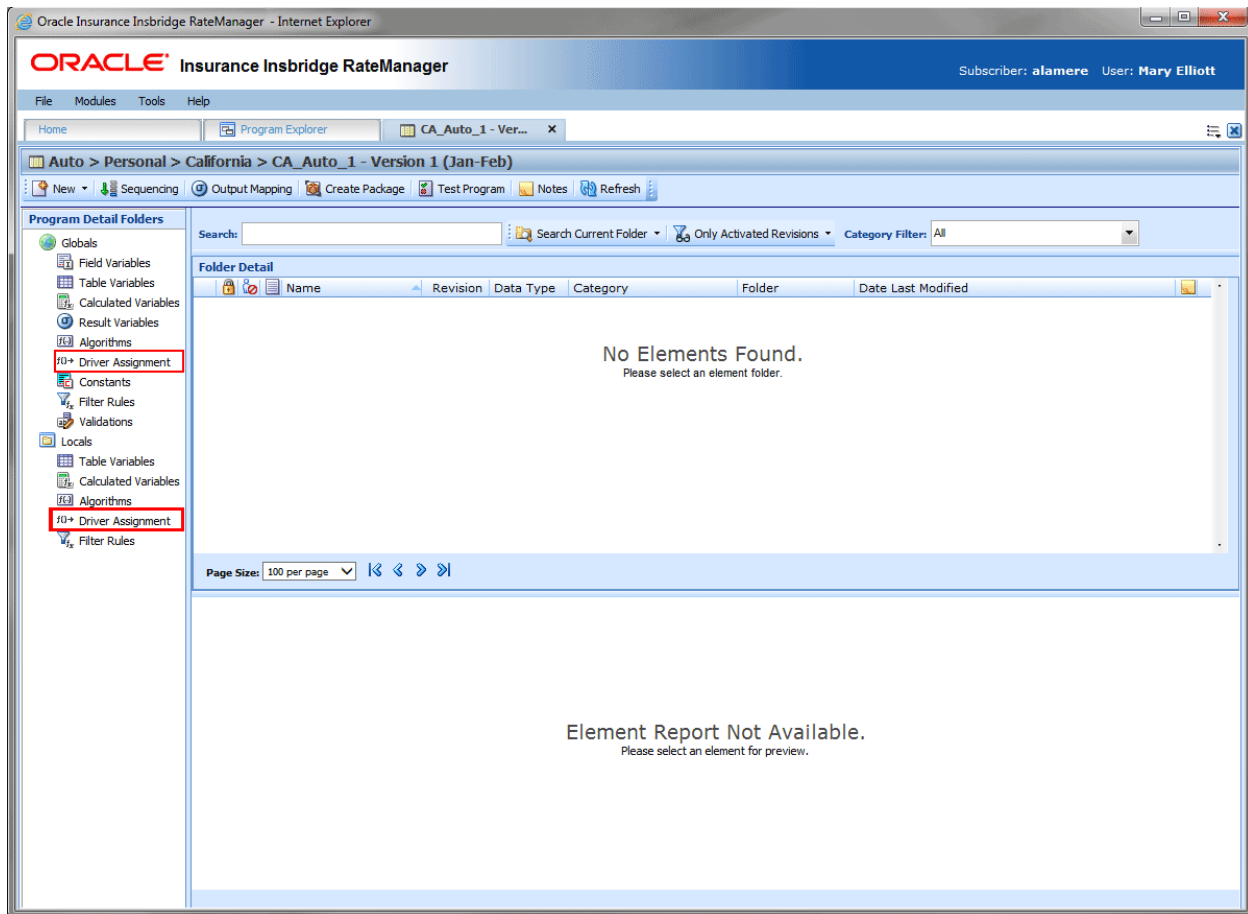 Oracle Insurance Insbridge RateManager - Internet Explorer
ORACLE Insurance Insbridge RateManager
Subscriber: alamere User: Mary Elliott
File Modules Tools Help
Home Program Explorer CA_Auto_1 - Ver... x
Auto > Personal > California > CA_Auto_1 - Version 1 (Jan-Feb)
New Sequencing Output Mapping Create Package Test Program Notes Refresh
Program Detail Folders
Globals
Field Variables
Table Variables
Calculated Variables
Result Variables
Algorithms
Driver Assignment
Constants
Filter Rules
Validations
Locals
Table Variables
Calculated Variables
Algorithms
Driver Assignment
Filter Rules
Search: Search Current Folder Only Activated Revisions Category Filter: All
Folder Detail
Name Revision Data Type Category Folder Date Last Modified
No Elements Found.
Please select an element folder.
Page Size: 100 per page
Element Report Not Available.
Please select an element for preview.